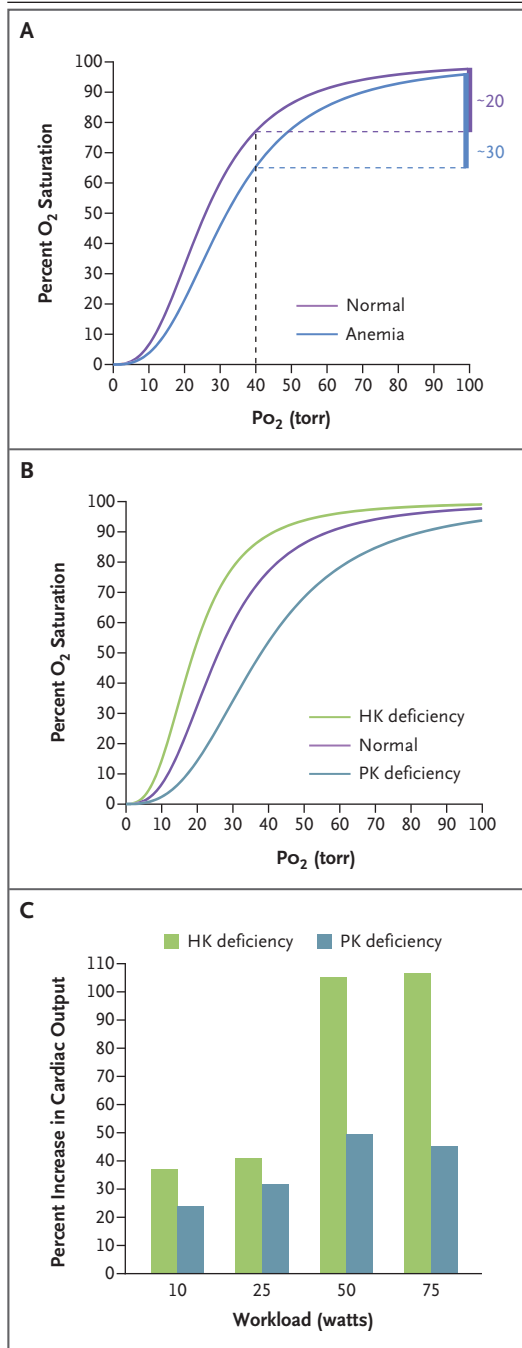 A
100
90
80
70
60
50
40
30
20
10
0
Percent O2 Saturation
~20
~30
Normal
Anemia
0 10 20 30 40 50 60 70 80 90 100
Po2 (torr)
B
100
90
80
70
60
50
40
30
20
10
0
Percent O2 Saturation
HK deficiency
Normal
PK deficiency
0 10 20 30 40 50 60 70 80 90 100
Po2 (torr)
C
HK deficiency PK deficiency
110
100
90
80
70
60
50
40
30
20
10
0
Percent Increase in Cardiac Output
10 25 50 75
Workload (watts)